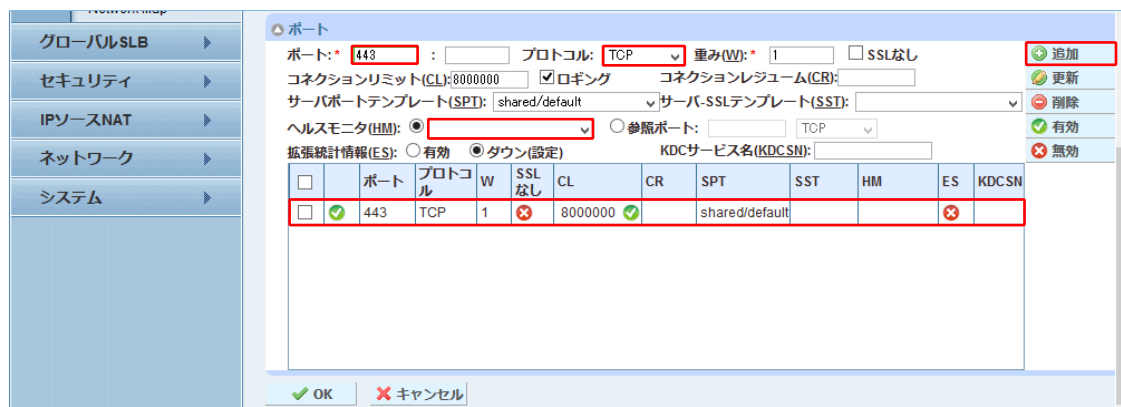 Network Map
グローバルSLB
セキュリティ
IPソースNAT
ネットワーク
システム
ポート
ポート:* 443 : プロトコル: TCP 重み(W):* 1 SSLなし
コネクションリミット(CL):8000000 ロギング コネクションレジューム(CR):
サーバポートテンプレート(SPT): shared/default サーバ-SSLテンプレート(SST):
ヘルスモニタ(HM): 参照ポート: TCP
拡張統計情報(ES): 有効 ダウン(設定) KDCサービス名(KDCSN):
追加
更新
削除
有効
無効
ポート プロトコル W SSLなし CL CR SPT SST HM ES KDCSN
443 TCP 1 8000000 shared/default
OK キャンセル